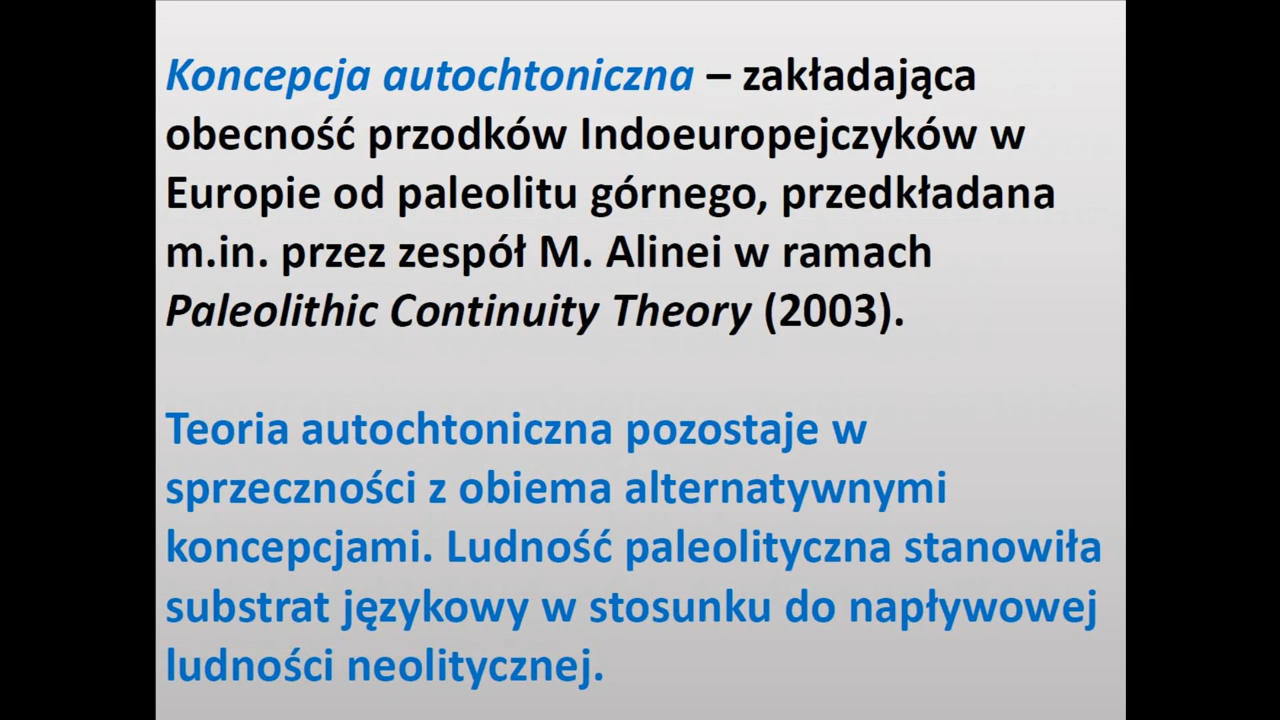 Koncepcja autochtoniczna – zakładająca
obecność przodków Indoeuropejczyków w
Europie od paleolitu górnego, przedkładana
m.in. przez zespół M. Alinei w ramach
Paleolithic Continuity Theory (2003).
Teoria autochtoniczna pozostaje w
sprzeczności z obiema alternatywnymi
koncepcjami. Ludność paleolityczna stanowiła
substrat językowy w stosunku do napływowej
ludności neolitycznej.